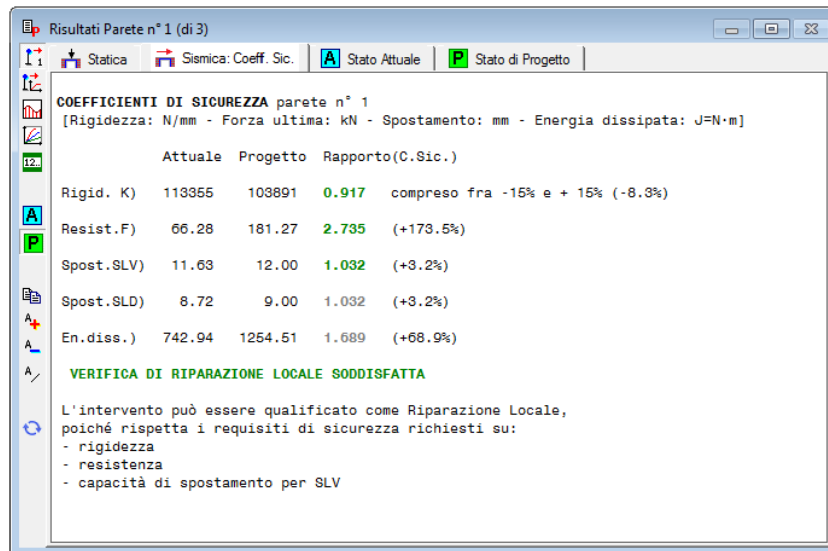 Risultati Parete n° 1 (di 3)
Statica Sismica: Coeff. Sic. A Stato Attuale P Stato di Progetto
COEFFICIENTI DI SICUREZZA parete n° 1
[Rigidezza: N/mm - Forza ultima: kN - Spostamento: mm - Energia dissipata: J=N·m]
Attuale Progetto Rapporto(C.Sic.)
Rigid. K) 113355 103891 0.917 compreso fra -15% e + 15% (-8.3%)
Resist.F) 66.28 181.27 2.735 (+173.5%)
Spost.SLV) 11.63 12.00 1.032 (+3.2%)
Spost.SLD) 8.72 9.00 1.032 (+3.2%)
En.diss.) 742.94 1254.51 1.689 (+68.9%)
VERIFICA DI RIPARAZIONE LOCALE SODDISFATTA
L'intervento può essere qualificato come Riparazione Locale,
poiché rispetta i requisiti di sicurezza richiesti su:
- rigidezza
- resistenza
- capacità di spostamento per SLV
1
12..
A
P
A
A
A